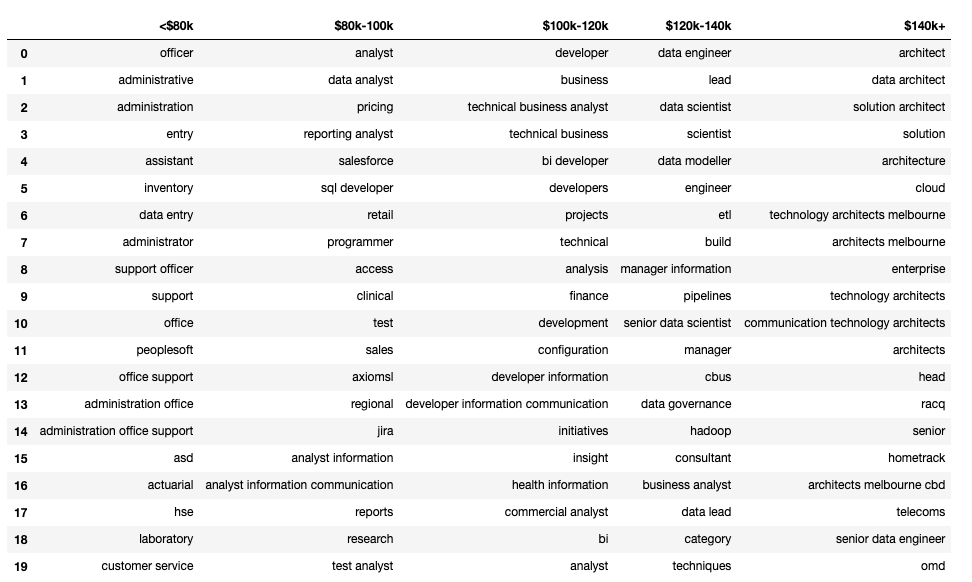 <$80k $80k-100k $100k-120k $120k-140k $140k+
0 officer analyst developer data engineer architect
1 administrative data analyst business lead data architect
2 administration pricing technical business analyst data scientist solution architect
3 entry reporting analyst technical business scientist solution
4 assistant salesforce bi developer data modeller architecture
5 inventory sql developer developers engineer cloud
6 data entry retail projects etl technology architects melbourne
7 administrator programmer technical build architects melbourne
8 support officer access analysis manager information enterprise
9 support clinical finance pipelines technology architects
10 office test development senior data scientist communication technology architects
11 peoplesoft sales configuration manager architects
12 office support axiomsl developer information cbus head
13 administration office regional developer information communication data governance racq
14 administration office support jira initiatives hadoop senior
15 asd analyst information insight consultant hometrack
16 actuarial analyst information communication health information business analyst architects melbourne cbd
17 hse reports commercial analyst data lead telecoms
18 laboratory research bi category senior data engineer
19 customer service test analyst analyst techniques omd